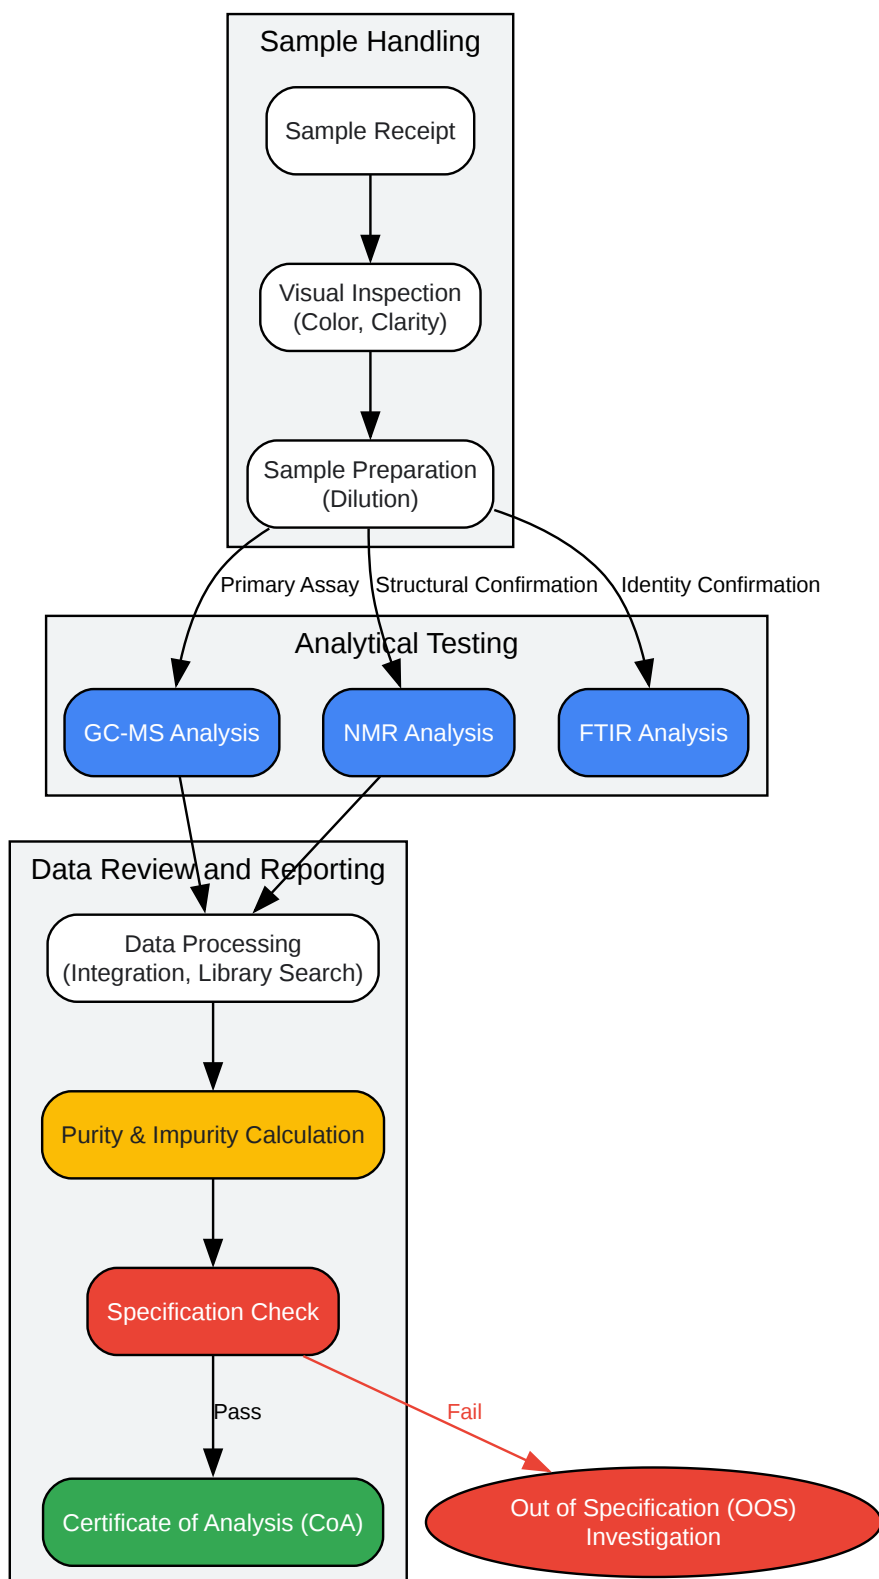 Sample Handling
Sample Receipt
Visual Inspection
(Color, Clarity)
Sample Preparation
(Dilution)
Primary Assay
Structural Confirmation
Identity Confirmation
Analytical Testing
GC-MS Analysis
NMR Analysis
FTIR Analysis
Data Review and Reporting
Data Processing
(Integration, Library Search)
Purity & Impurity Calculation
Specification Check
Pass
Fail
Certificate of Analysis (CoA)
Out of Specification (OOS)
Investigation